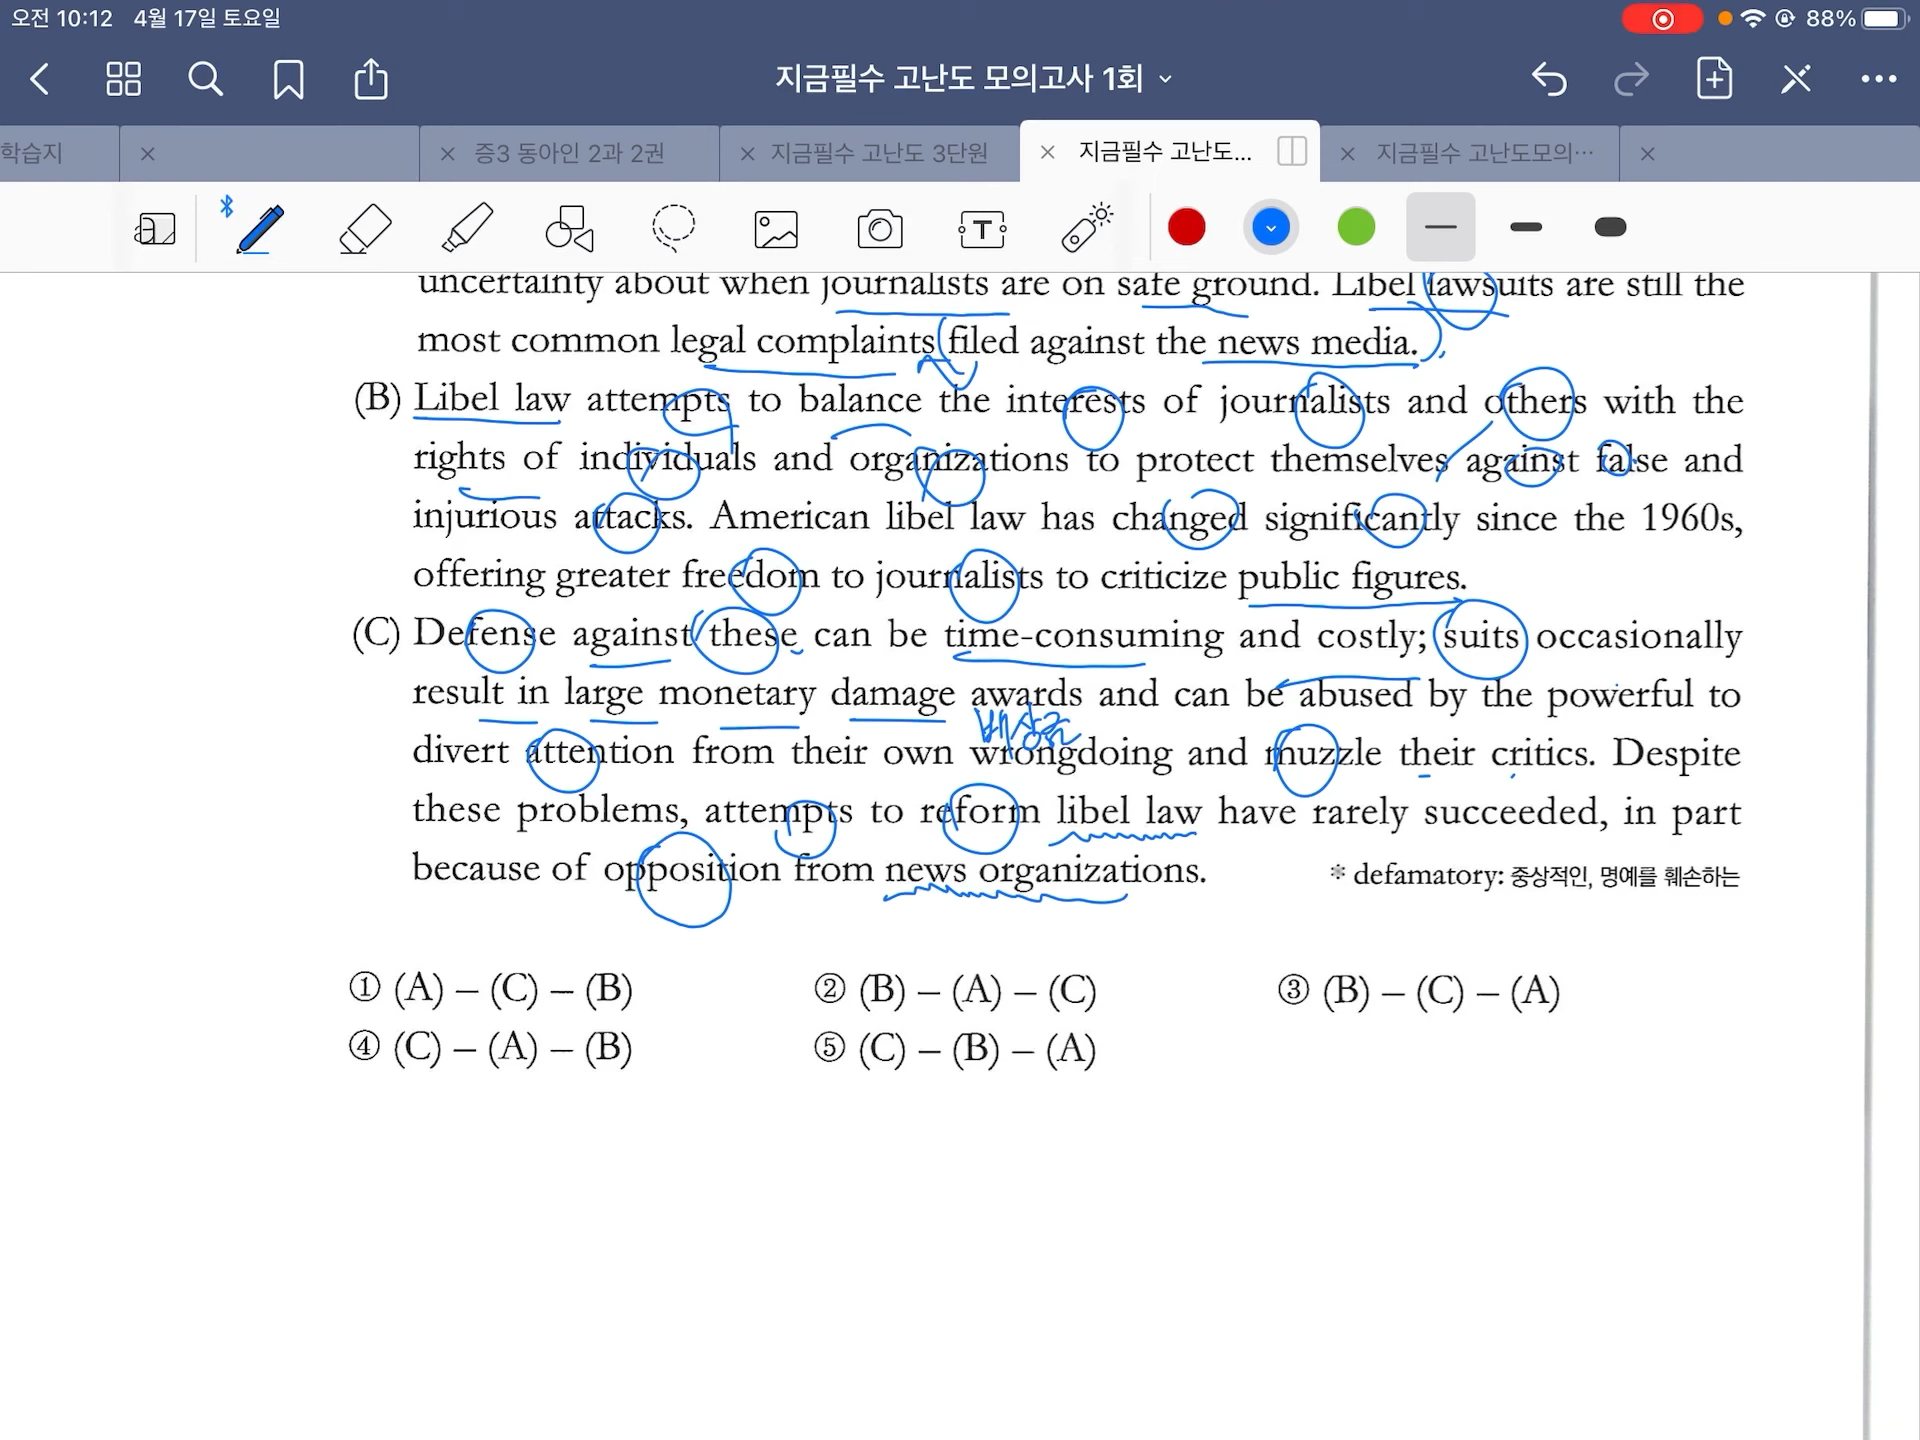 오전 10:12 4월 17일 토요일
88%
지금필수 고난도 모의고사 1회
학습지
중3 동아인 2과 2권
지금필수 고난도 3단원
지금필수 고난도...
지금필수 고난도모의...
uncertainty about when journalists are on safe ground. Libel lawsuits are still the
most common legal complaints filed against the news media.
(B) Libel law attempts to balance the interests of journalists and others with the
rights of individuals and organizations to protect themselves against false and
injurious attacks. American libel law has changed significantly since the 1960s,
offering greater freedom to journalists to criticize public figures.
(C) Defense against these can be time-consuming and costly; suits occasionally
result in large monetary damage awards and can be abused by the powerful to
배상금
divert attention from their own wrongdoing and muzzle their critics. Despite
these problems, attempts to reform libel law have rarely succeeded, in part
because of opposition from news organizations.
* defamatory: 중상적인, 명예를 훼손하는
① (A) – (C) – (B) ② (B) – (A) – (C) ③ (B) – (C) – (A)
④ (C) – (A) – (B) ⑤ (C) – (B) – (A)